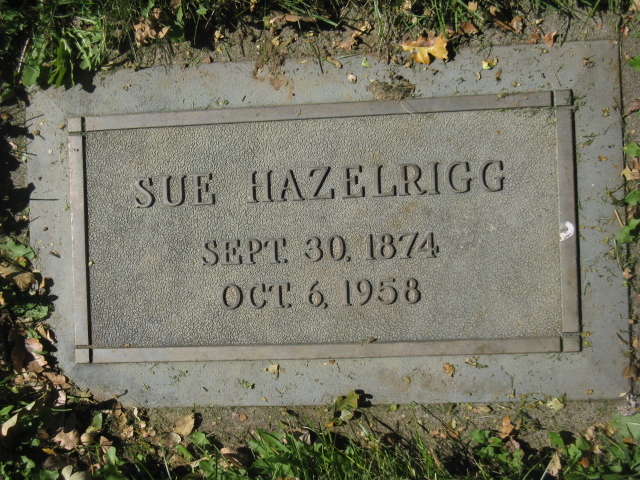 SUE HAZELRIGG
SEPT. 30, 1874
OCT. 6, 1958